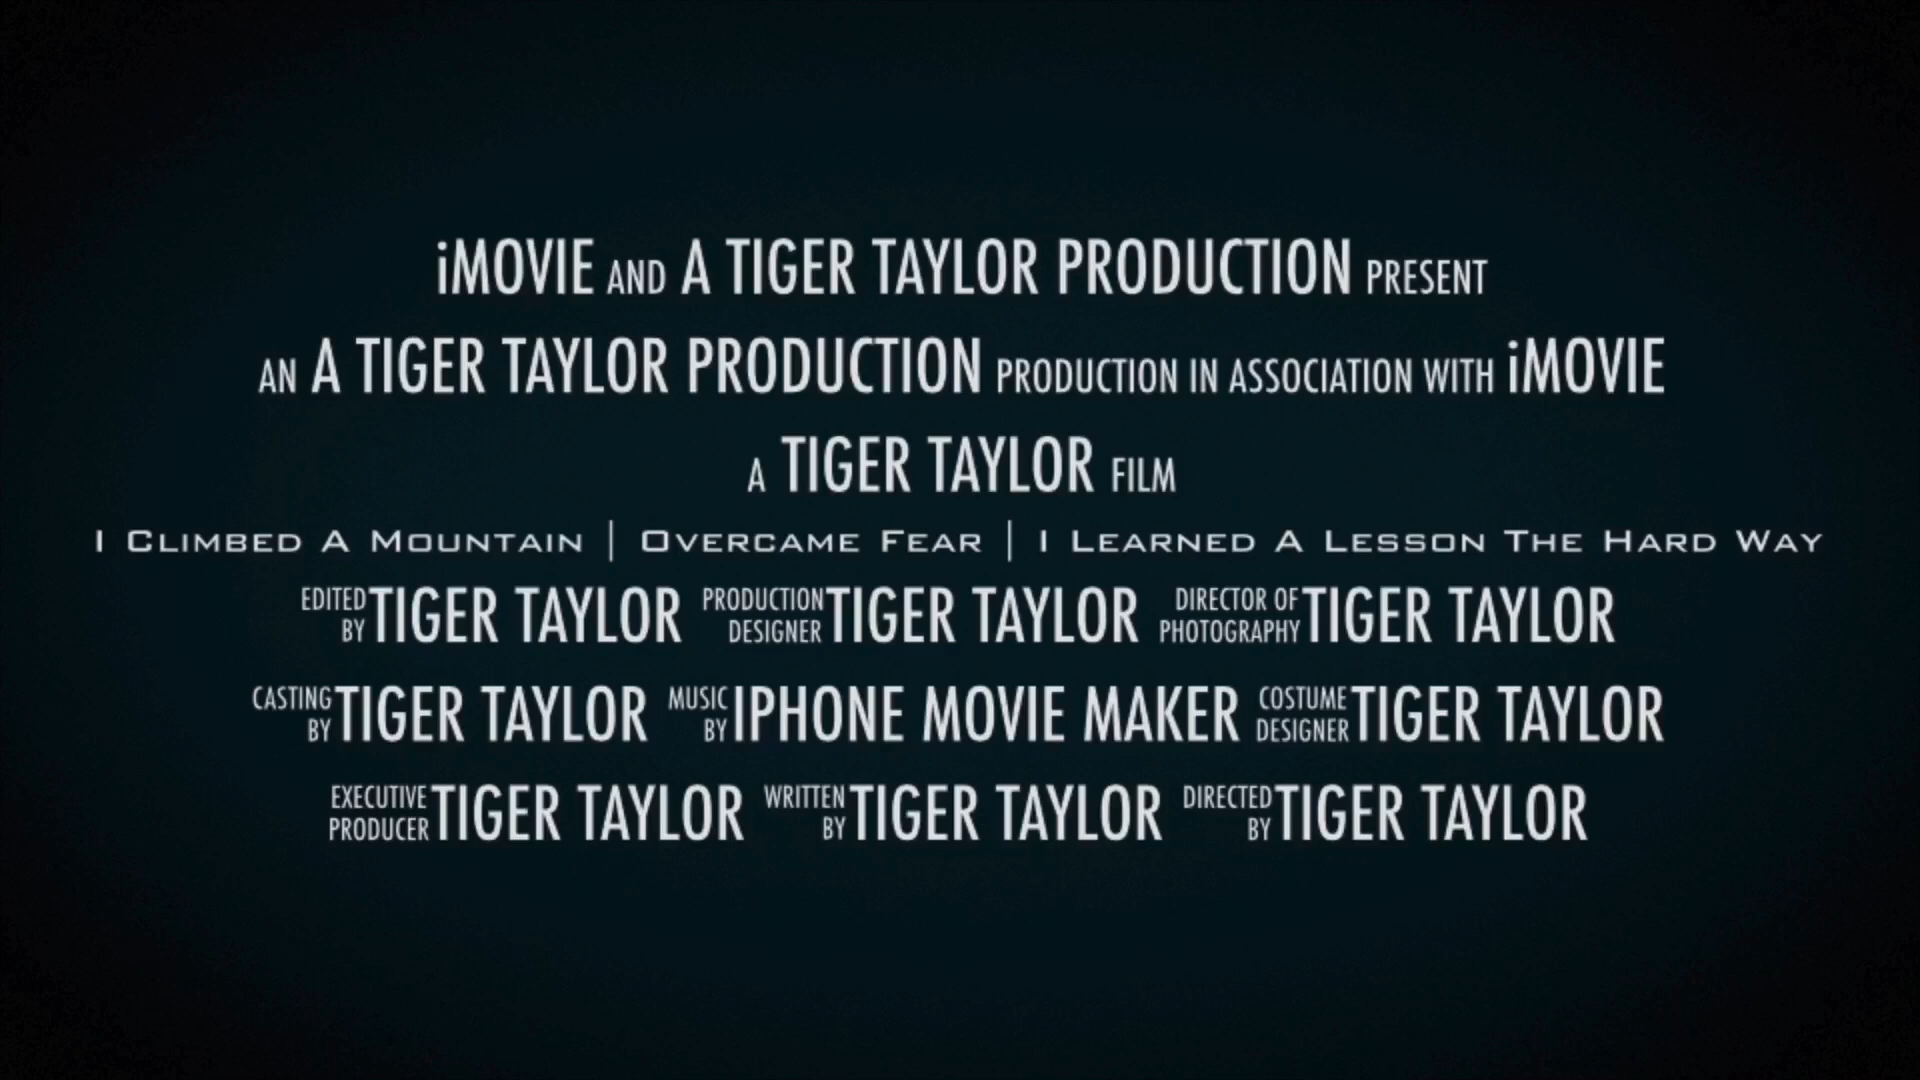 iMOVIE AND A TIGER TAYLOR PRODUCTION PRESENT
AN A TIGER TAYLOR PRODUCTION PRODUCTION IN ASSOCIATION WITH iMOVIE
A TIGER TAYLOR FILM
I CLIMBED A MOUNTAIN | OVERCAME FEAR | I LEARNED A LESSON THE HARD WAY
EDITED BY TIGER TAYLOR PRODUCTION DESIGNER TIGER TAYLOR DIRECTOR OF PHOTOGRAPHY TIGER TAYLOR
CASTING BY TIGER TAYLOR MUSIC BY IPHONE MOVIE MAKER COSTUME DESIGNER TIGER TAYLOR
EXECUTIVE PRODUCER TIGER TAYLOR WRITTEN BY TIGER TAYLOR DIRECTED BY TIGER TAYLOR